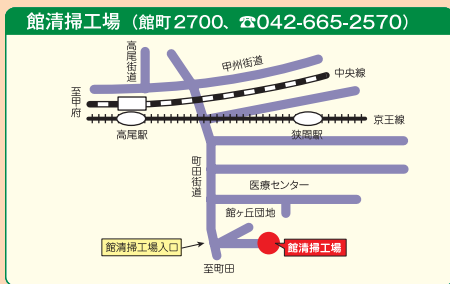 館清掃工場（館町2700、☎042-665-2570）
高尾街道
甲州街道
中央線
至甲府
高尾駅
狭間駅
京王線
町田街道
医療センター
館ヶ丘団地
館清掃工場入口
館清掃工場
至町田